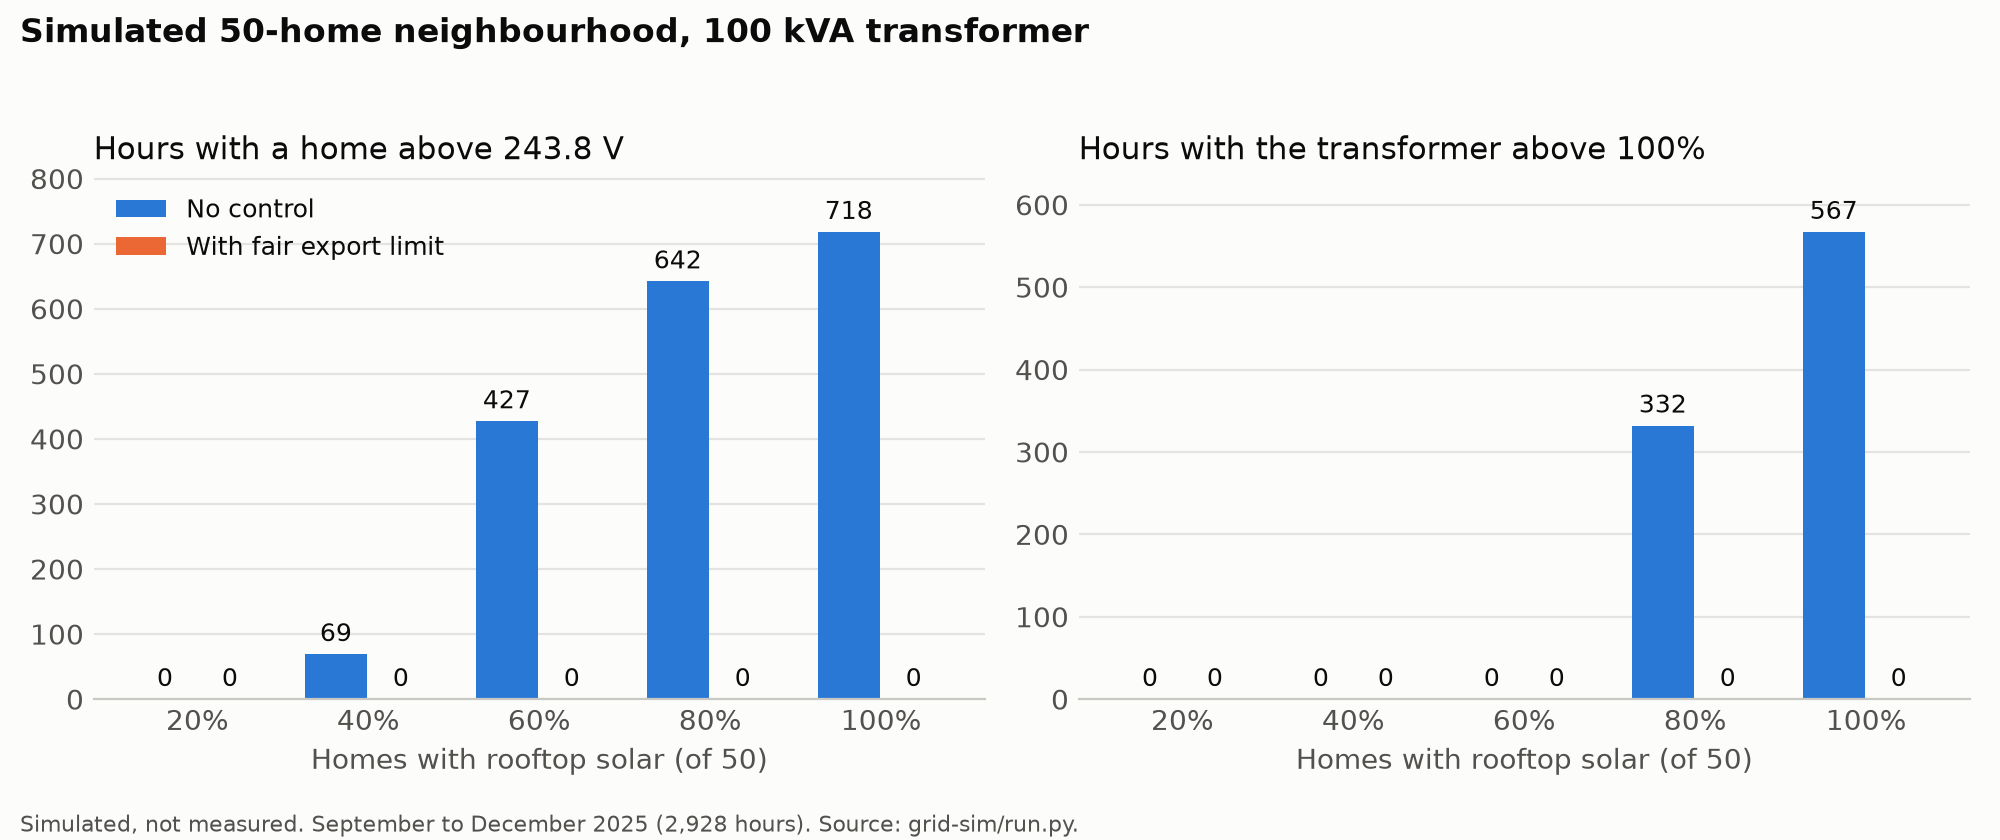 Simulated 50-home neighbourhood, 100 kVA transformer
Hours with a home above 243.8 V
800
700
600
500
400
300
200
100
0
No control
With fair export limit
0 0 69 0 427 0 642 0 718 0
20% 40% 60% 80% 100%
Homes with rooftop solar (of 50)
Hours with the transformer above 100%
600
500
400
300
200
100
0
0 0 0 0 0 0 332 0 567 0
20% 40% 60% 80% 100%
Homes with rooftop solar (of 50)
Simulated, not measured. September to December 2025 (2,928 hours). Source: grid-sim/run.py.